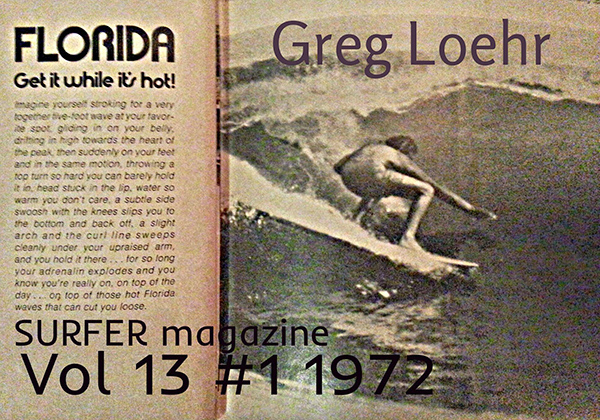 FLORIDA
Get it while it's hot!
Imagine yourself stroking for a very
together five-foot wave at your favor-
ite spot, gliding in on your belly,
drifting in high towards the heart of
the peak, then suddenly on your feet
and in the same motion, throwing a
top turn so hard you can barely hold
it in, head stuck in the lip, water so
warm you don't care, a subtle side
swoosh with the knees slips you to
the bottom and back off, a slight
arch and the curl line sweeps
cleanly under your upraised arm,
and you hold it there . . . for so long
your adrenalin explodes and you
know you're really on, on top of the
day . . . on top of those hot Florida
waves that can cut you loose.
Greg Loehr
SURFER magazine
Vol 13 #1 1972